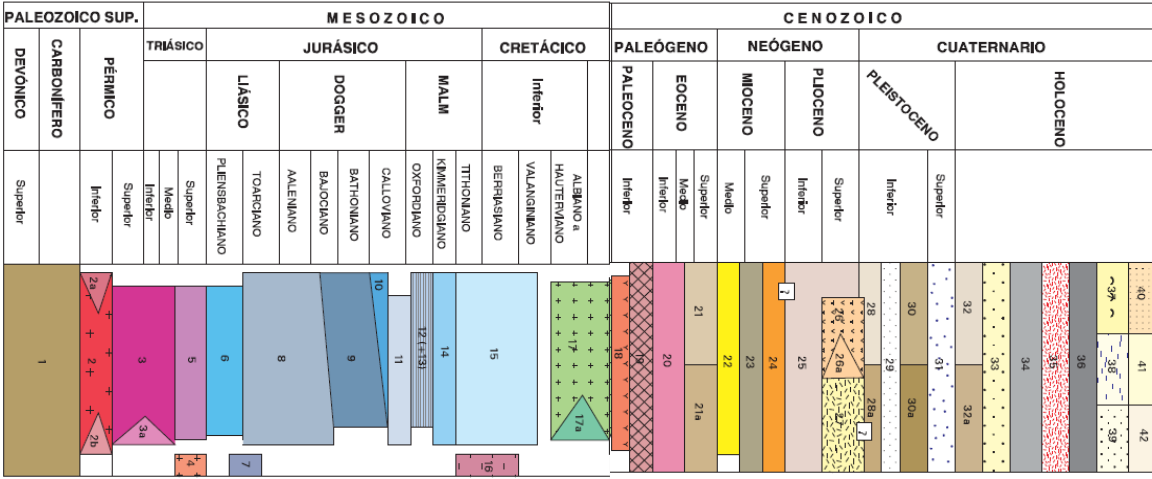 PALEOZOICO SUP.
MESOZOICO
CENOZOICO
TRIÁSICO
JURÁSICO
CRETÁCICO
PALEÓGENO
NEÓGENO
CUATERNARIO
DEVÓNICO
CARBONÍFERO
PÉRMICO
LIÁSICO
DOGGER
MALM
Inferior
PALEOCENO
EOCENO
MIOCENO
PLIOCENO
PLEISTOCENO
HOLOCENO
Superior
Inferior
Superior
Inferior
Medio
Superior
PLIENSBACHIANO
TOARCIANO
AALENIANO
BAJOCIANO
BATHONIANO
CALLOVIANO
OXFORDIANO
KIMMERIDGIANO
TITHONIANO
BERRIASIANO
VALANGINIANO
ALBIANO a
HAUTERVIANO
Inferior
Inferior
Medio
Superior
Medio
Superior
Inferior
Superior
Inferior
Superior
1
2a
2
2b
3
3a
4
5
6
7
8
9
10
11
12 (+13)
14
15
16
17
17a
18
19
20
21
21a
22
23
24
?
25
26
26a
27
?
28
28a
29
30
30a
31
32
32a
33
34
35
36
37
38
39
40
41
42